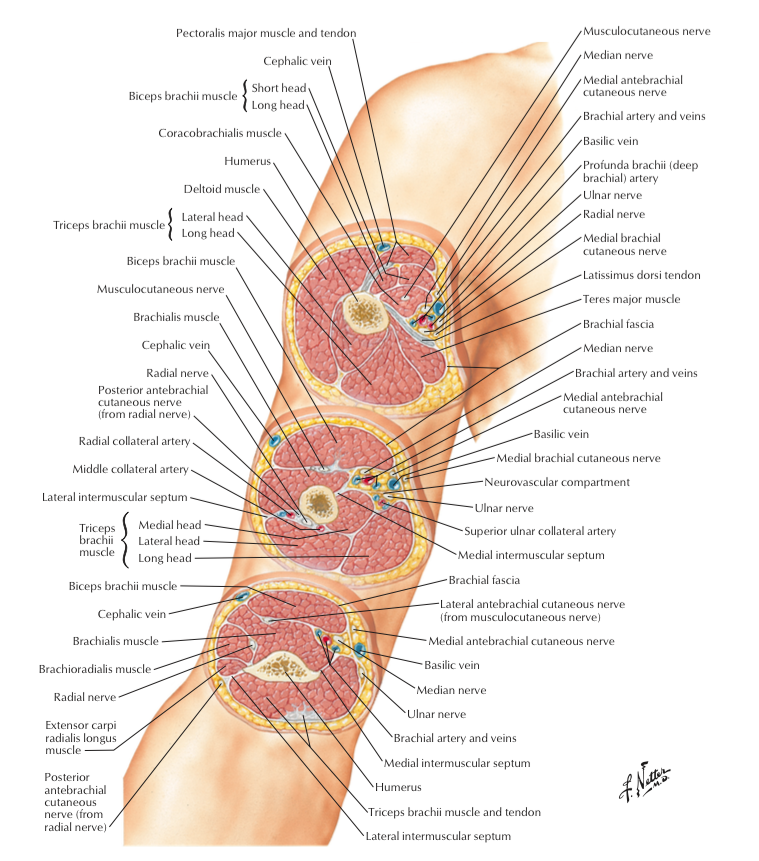 Pectoralis major muscle and tendon
Cephalic vein
Biceps brachii muscle
Short head
Long head
Coracobrachialis muscle
Humerus
Deltoid muscle
Triceps brachii muscle
Lateral head
Long head
Biceps brachii muscle
Musculocutaneous nerve
Brachialis muscle
Cephalic vein
Radial nerve
Posterior antebrachial
cutaneous nerve
(from radial nerve)
Radial collateral artery
Middle collateral artery
Lateral intermuscular septum
Triceps
brachii
muscle
Medial head
Lateral head
Long head
Biceps brachii muscle
Cephalic vein
Brachialis muscle
Brachioradialis muscle
Radial nerve
Extensor carpi
radialis longus
muscle
Posterior
antebrachial
cutaneous
nerve (from
radial nerve)
Musculocutaneous nerve
Median nerve
Medial antebrachial
cutaneous nerve
Brachial artery and veins
Basilic vein
Profunda brachii (deep
brachial) artery
Ulnar nerve
Radial nerve
Medial brachial
cutaneous nerve
Latissimus dorsi tendon
Teres major muscle
Brachial fascia
Median nerve
Brachial artery and veins
Medial antebrachial
cutaneous nerve
Basilic vein
Medial brachial cutaneous nerve
Neurovascular compartment
Ulnar nerve
Superior ulnar collateral artery
Medial intermuscular septum
Brachial fascia
Lateral antebrachial cutaneous nerve
(from musculocutaneous nerve)
Medial antebrachial cutaneous nerve
Basilic vein
Median nerve
Ulnar nerve
Brachial artery and veins
Medial intermuscular septum
Humerus
Triceps brachii muscle and tendon
Lateral intermuscular septum
F. Netter
M.D.